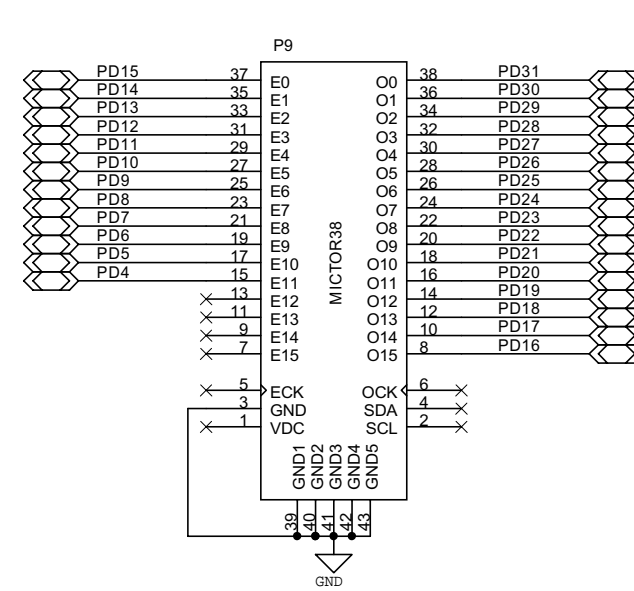 P9
PD15 37 E0 O0 38 PD31
PD14 35 E1 O1 36 PD30
PD13 33 E2 O2 34 PD29
PD12 31 E3 O3 32 PD28
PD11 29 E4 O4 30 PD27
PD10 27 E5 O5 28 PD26
PD9 25 E6 O6 26 PD25
PD8 23 E7 O7 24 PD24
PD7 21 E8 O8 22 PD23
PD6 19 E9 O9 20 PD22
PD5 17 E10 O10 18 PD21
PD4 15 E11 O11 16 PD20
13 E12 O12 14 PD19
11 E13 O13 12 PD18
9 E14 O14 10 PD17
7 E15 O15 8 PD16
MICTOR38
5 ECK OCK 6
3 GND SDA 4
1 VDC SCL 2
GND1 GND2 GND3 GND4 GND5
39 40 41 42 43
GND